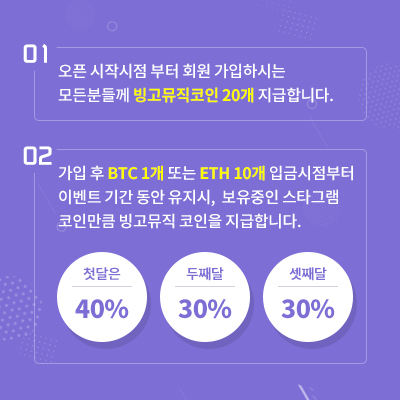 01
오픈 시작시점 부터 회원 가입하시는
모든분들께 빙고뮤직코인 20개 지급합니다.
02
가입 후 BTC 1개 또는 ETH 10개 입금시점부터
이벤트 기간 동안 유지시, 보유중인 스타그램
코인만큼 빙고뮤직 코인을 지급합니다.
첫달은 두째달 셋째달
40% 30% 30%